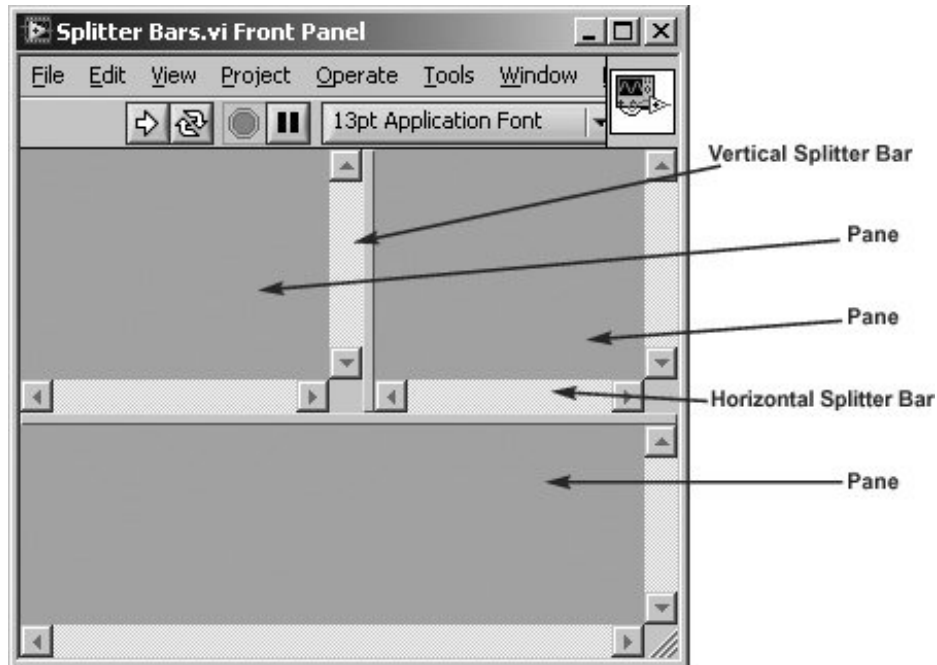 Splitter Bars.vi Front Panel
File Edit View Project Operate Tools Window
13pt Application Font
Vertical Splitter Bar
Pane
Pane
Horizontal Splitter Bar
Pane